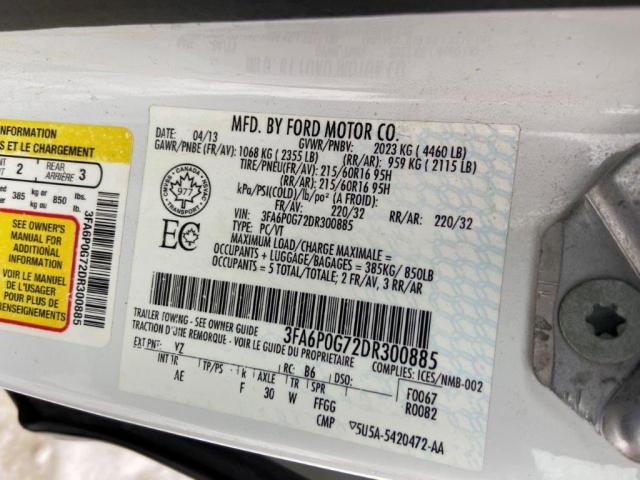 INFORMATION
S ET LE CHARGEMENT
2
REAR
ARRIÈRE 3
385 kg or 850 lbs.
SEE OWNER'S
MANUAL FOR
ADDITIONAL
INFORMATION
VOIR LE MANUEL
DE L'USAGER
POUR PLUS DE
RENSEIGNEMENTS
3FA6P0G72DR300885
MFD. BY FORD MOTOR CO.
04/13 GVWR/PNBV: 2023 KG ( 4460 LB)
GAWR/PNBE (FR/AV): 1068 KG ( 2355 LB) (RR/AR): 959 KG ( 2115 LB)
TIRE/PNEU(FR/AV): 215/60R16 95H
(RR/AR): 215/60R16 95H
kPa/PSI(COLD)/Lb/po² (A FROID):
FR/AV: 220/32 RR/AR: 220/32
VIN: 3FA6P0G72DR300885
TYPE: PC/VT
MAXIMUM LOAD/CHARGE MAXIMALE =
OCCUPANTS + LUGGAGE/BAGAGES = 385KG/ 850LB
OCCUPANTS = 5 TOTAL/TOTALE; 2 FR/AV, 3 RR/AR
CANADA
TRANSPORT
EC
TRAILER TOWING - SEE OWNER GUIDE
TRACTION D'UNE REMORQUE - VOIR GUIDE DU PROPRIETAIRE
3FA6P0G72DR300885
COMPLIES: ICES/NMB-002
EXT PNT: YZ RC: B6 DSO: F0067
INT TR TP/PS k AXLE TR SPR R0082
AE F 30 W FFGG
CMP 5U5A-5420472-AA